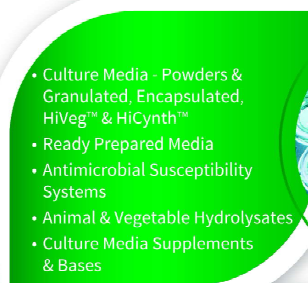 • Culture Media - Powders &
Granulated, Encapsulated,
HiVeg™ & HiCynth™
• Ready Prepared Media
• Antimicrobial Susceptibility
Systems
• Animal & Vegetable Hydrolysates
• Culture Media Supplements
& Bases